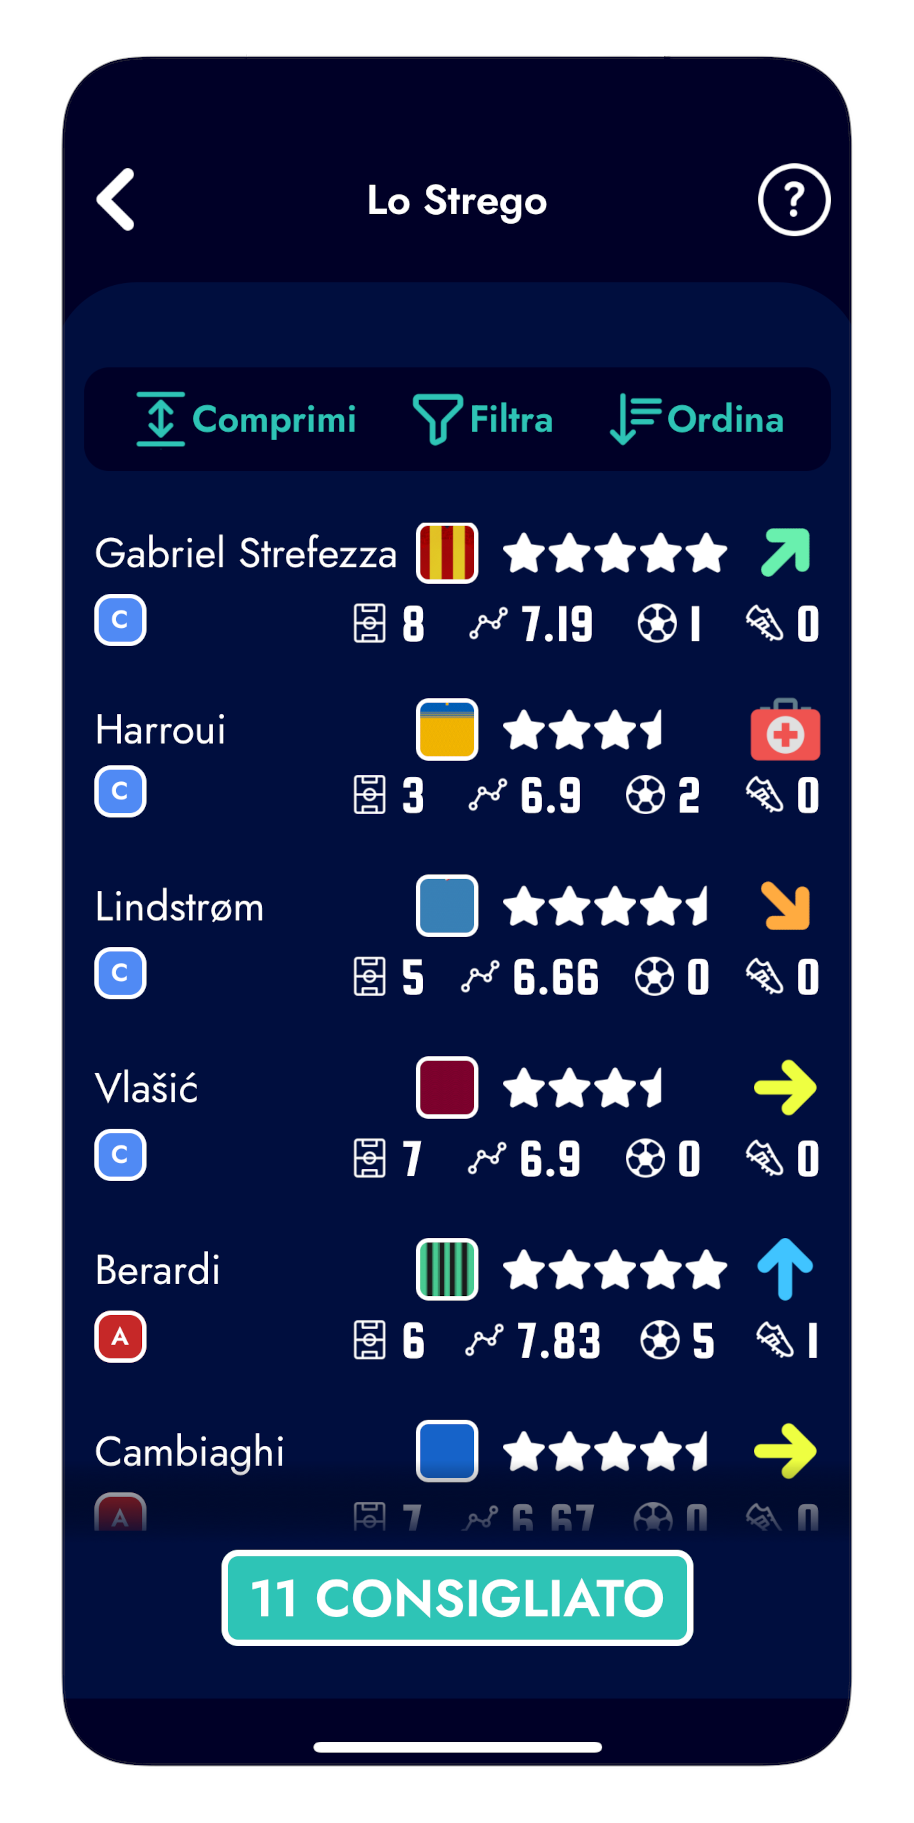 Lo Strego
?
Comprimi Filtra Ordina
Gabriel Strefezza
C 8 7.19 1 0
Harroui
C 3 6.9 2 0
Lindstrøm
C 5 6.66 0 0
Vlašić
C 7 6.9 0 0
Berardi
A 6 7.83 5 1
Cambiaghi
A 7 6.67 0 0
11 CONSIGLIATO